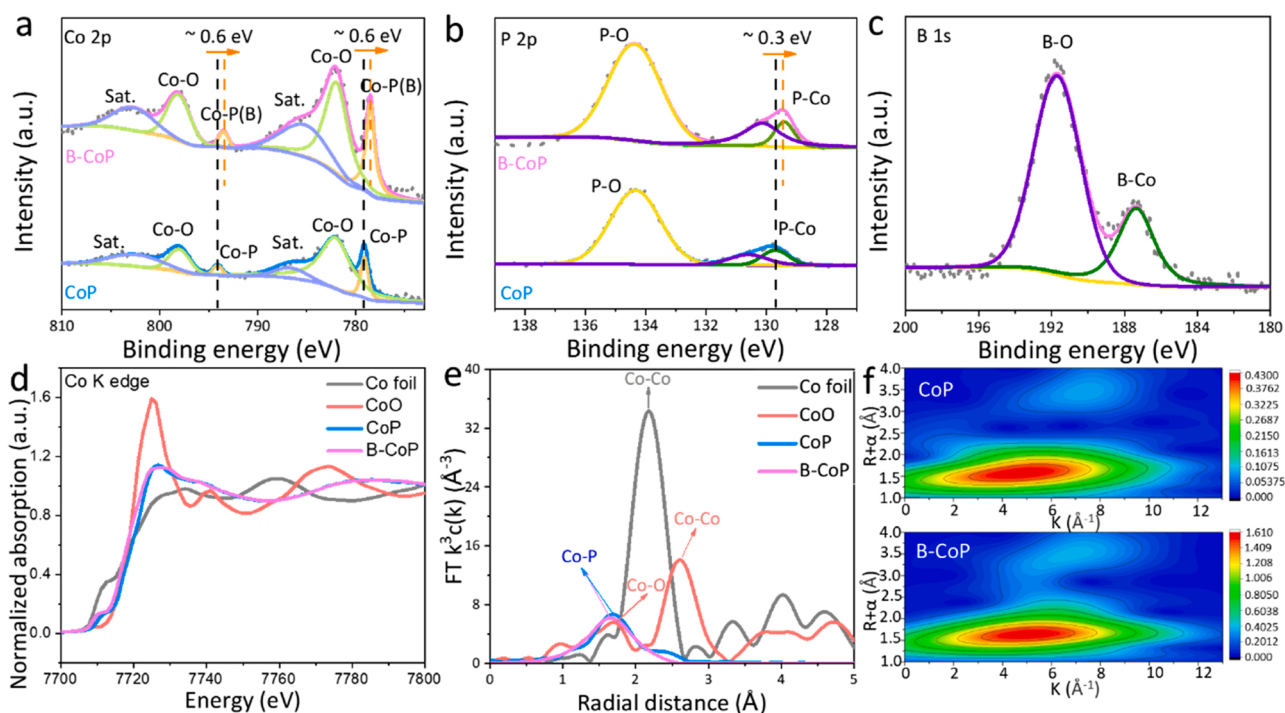 a
Co 2p
~ 0.6 eV
~ 0.6 eV
Co-O
Co-O
Sat.
Sat.
Co-P(B)
Co-P(B)
B-CoP
Co-O
Co-O
Sat.
Sat.
Co-P
Co-P
CoP
Intensity (a.u.)
810 800 790 780
Binding energy (eV)
b
P 2p
P-O
~ 0.3 eV
P-Co
B-CoP
P-O
P-Co
CoP
Intensity (a.u.)
138 136 134 132 130 128
Binding energy (eV)
c
B 1s
B-O
B-Co
Intensity (a.u.)
200 196 192 188 184 180
Binding energy (eV)
d
Co K edge
Co foil
CoO
CoP
B-CoP
Normalized absorption (a.u.)
1.6
1.2
0.8
0.4
0.0
7700 7720 7740 7760 7780 7800
Energy (eV)
e
Co-Co
Co foil
CoO
CoP
B-CoP
Co-Co
Co-P
Co-O
FT k³c(k) (Å⁻³)
40
32
24
16
8
0
0 1 2 3 4 5
Radial distance (Å)
f
CoP
R+α (Å)
4.0
3.5
3.0
2.5
2.0
1.5
1.0
0 2 4 6 8 10 12
K (Å⁻¹)
0.4300
0.3762
0.3225
0.2687
0.2150
0.1613
0.1075
0.05375
0.000
B-CoP
R+α (Å)
4.0
3.5
3.0
2.5
2.0
1.5
1.0
0 2 4 6 8 10 12
K (Å⁻¹)
1.610
1.408
1.207
1.006
0.8050
0.6038
0.4025
0.2012
0.000